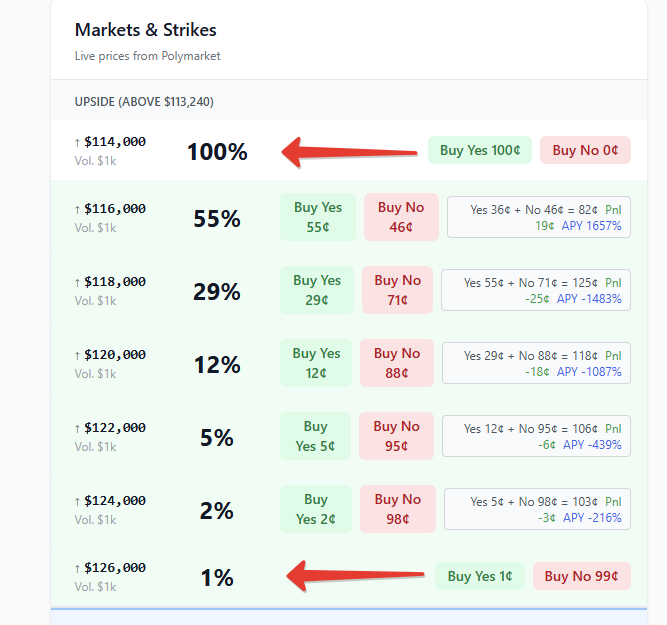 Markets & Strikes
Live prices from Polymarket
UPSIDE (ABOVE $113,240)
↑ $114,000
Vol. $1k
100%
Buy Yes 100¢
Buy No 0¢
↑ $116,000
Vol. $1k
55%
Buy Yes
55¢
Buy No
46¢
Yes 36¢ + No 46¢ = 82¢ Pnl
19¢ APY 1657%
↑ $118,000
Vol. $1k
29%
Buy Yes
29¢
Buy No
71¢
Yes 55¢ + No 71¢ = 125¢ Pnl
-25¢ APY -1483%
↑ $120,000
Vol. $1k
12%
Buy Yes
12¢
Buy No
88¢
Yes 29¢ + No 88¢ = 118¢ Pnl
-18¢ APY -1087%
↑ $122,000
Vol. $1k
5%
Buy
Yes 5¢
Buy No
95¢
Yes 12¢ + No 95¢ = 106¢ Pnl
-6¢ APY -439%
↑ $124,000
Vol. $1k
2%
Buy
Yes 2¢
Buy No
98¢
Yes 5¢ + No 98¢ = 103¢ Pnl
-3¢ APY -216%
↑ $126,000
Vol. $1k
1%
Buy Yes 1¢
Buy No 99¢